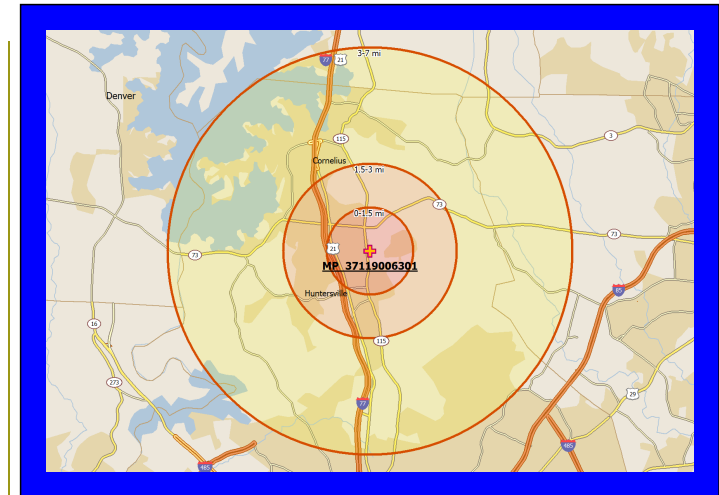 3-7 mi
77
21
Denver
3
115
Cornelius
1.5-3 mi
73
0-1.5 mi
73
21
73
MP 37119006301
85
Huntersville
16
115
273
29
77
485
485